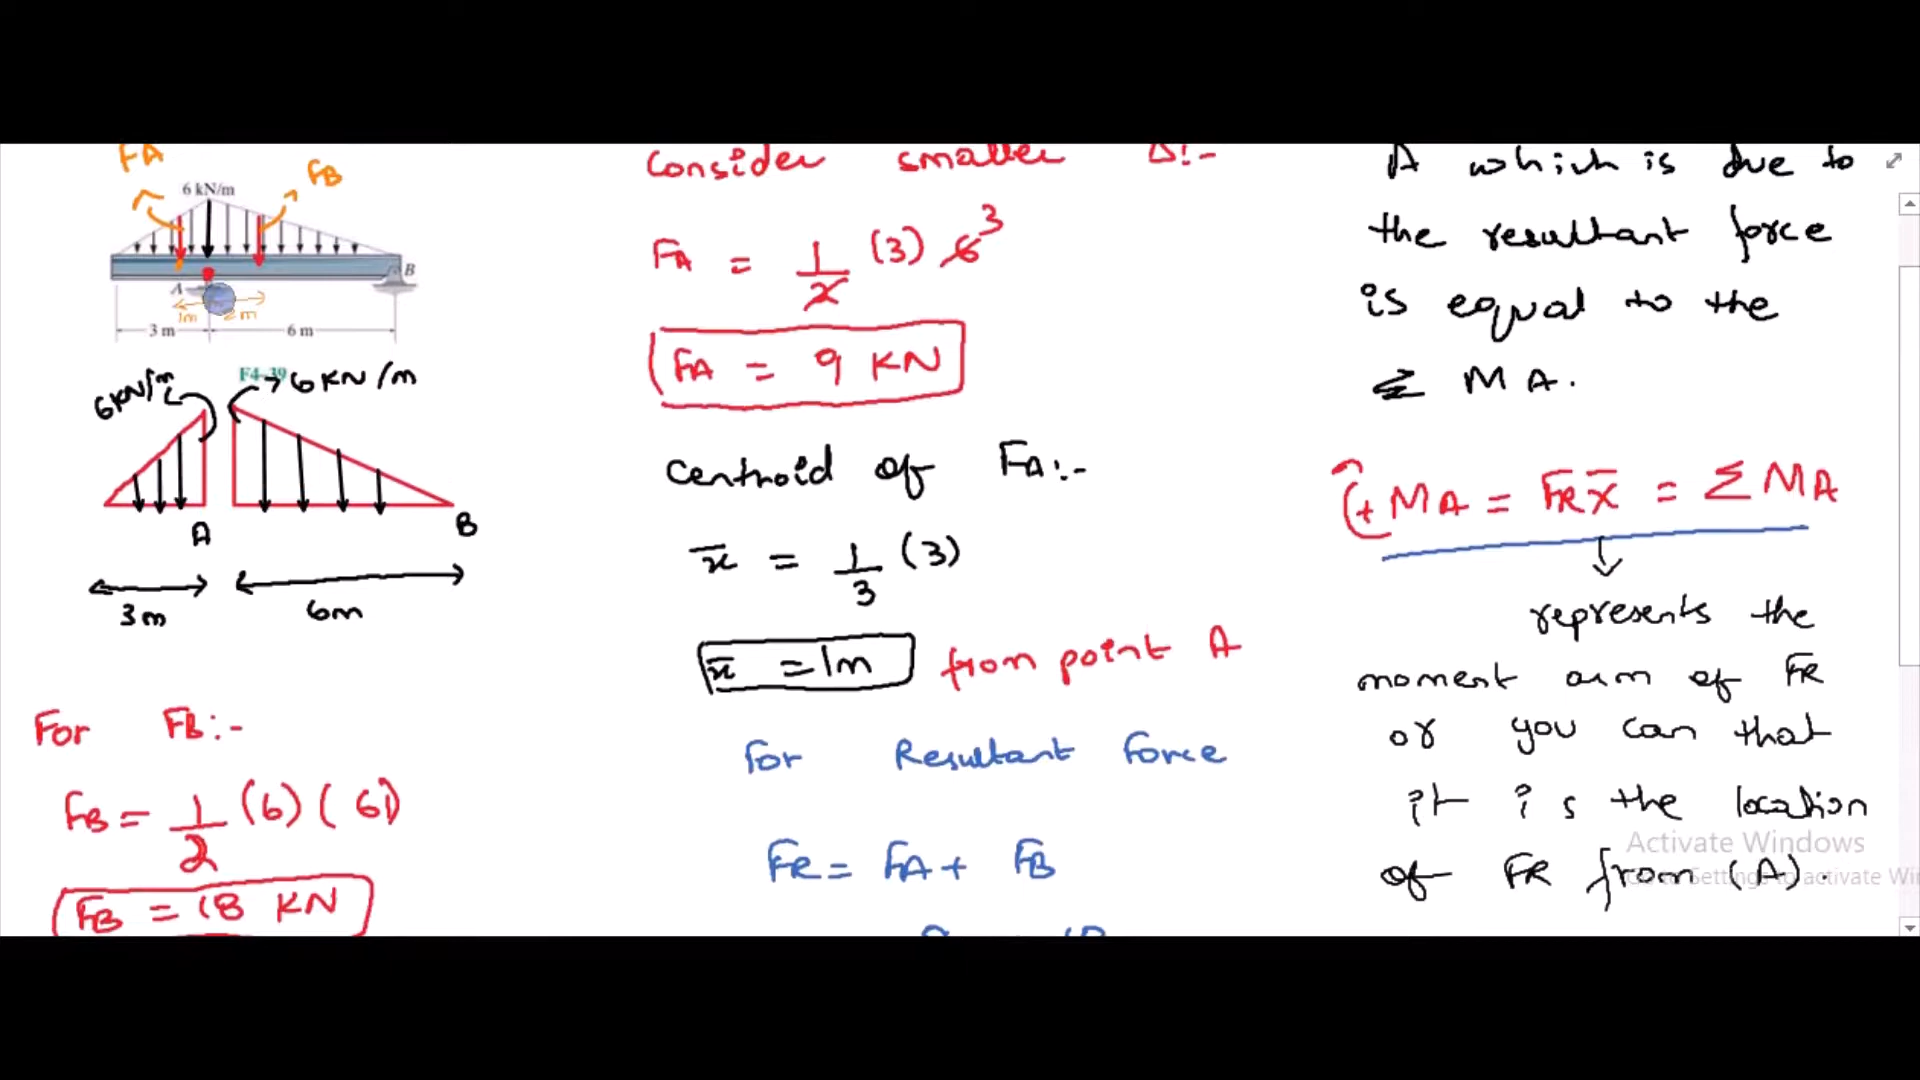 FA
FB
6 kN/m
A
B
1m
2m
3 m
6 m
F4-39
6KN/m
6 KN/m
A
B
3m
6m
For FB:-
FB = 1/2 (6)(6)
FB = 18 KN
Consider smaller Δ:-
FA = 1/2 (3) 6 3
FA = 9 KN
Centroid of FA:-
x̄ = 1/3 (3)
x̄ = 1m from point A
For Resultant Force
FR = FA + FB
A which is due to
the resultant force
is equal to the
Σ MA.
(+ MA = FR x̄ = Σ MA
represents the
moment arm of FR
or you can that
it is the location
of FR from (A).
Activate Windows